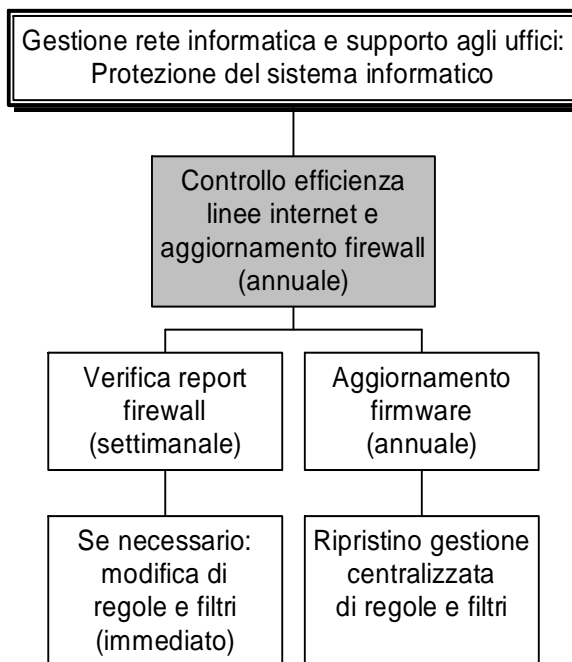 Gestione rete informatica e supporto agli uffici:
Protezione del sistema informatico
Controllo efficienza
linee internet e
aggiornamento firewall
(annuale)
Verifica report
firewall
(settimanale)
Aggiornamento
firmware
(annuale)
Se necessario:
modifica di
regole e filtri
(immediato)
Ripristino gestione
centralizzata
di regole e filtri